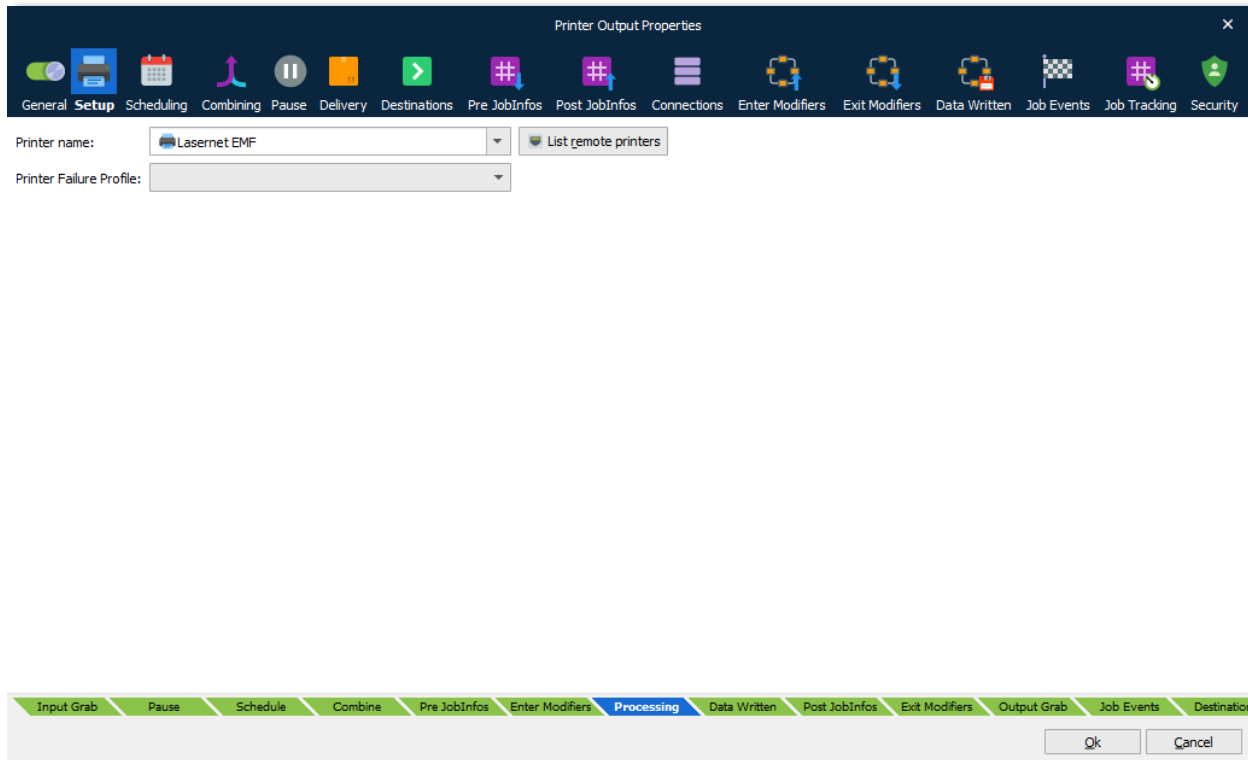 Printer Output Properties
General Setup Scheduling Combining Pause Delivery Destinations Pre JobInfos Post JobInfos Connections Enter Modifiers Exit Modifiers Data Written Job Events Job Tracking Security
Printer name: Lasernet EMF List remote printers
Printer Failure Profile:
Input Grab Pause Schedule Combine Pre JobInfos Enter Modifiers Processing Data Written Post JobInfos Exit Modifiers Output Grab Job Events Destination
Ok Cancel